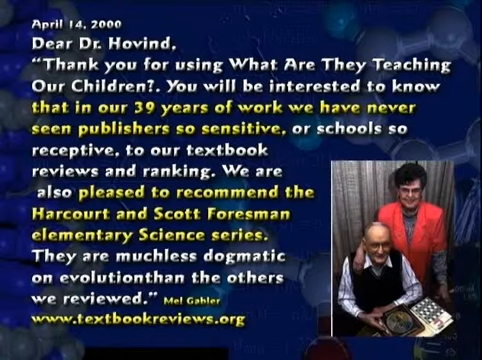 April 14, 2000
Dear Dr. Hovind,
“Thank you for using What Are They Teaching
Our Children?. You will be interested to know
that in our 39 years of work we have never
seen publishers so sensitive, or schools so
receptive, to our textbook
reviews and ranking. We are
also pleased to recommend the
Harcourt and Scott Foresman
elementary Science series.
They are muchless dogmatic
on evolutionthan the others
we reviewed.” Mel Gabler
www.textbookreviews.org